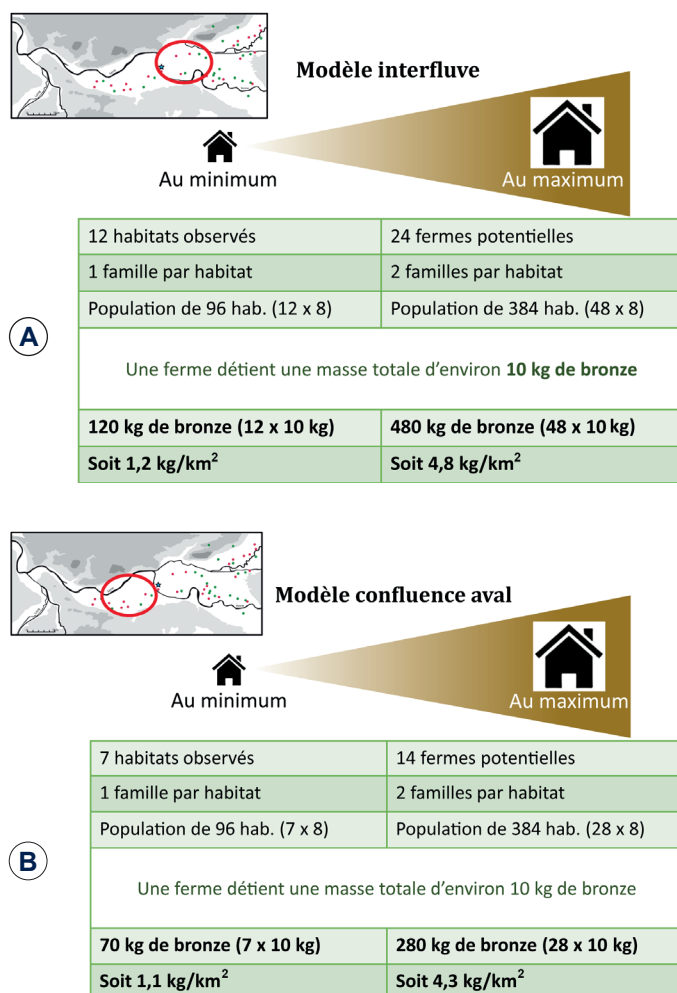 Modèle interfluve
Au minimum
Au maximum
12 habitats observés
24 fermes potentielles
1 famille par habitat
2 familles par habitat
Population de 96 hab. (12 x 8)
Population de 384 hab. (48 x 8)
A
Une ferme détient une masse totale d'environ 10 kg de bronze
120 kg de bronze (12 x 10 kg)
480 kg de bronze (48 x 10 kg)
Soit 1,2 kg/km²
Soit 4,8 kg/km²
Modèle confluence aval
Au minimum
Au maximum
7 habitats observés
14 fermes potentielles
1 famille par habitat
2 familles par habitat
Population de 96 hab. (7 x 8)
Population de 384 hab. (28 x 8)
B
Une ferme détient une masse totale d'environ 10 kg de bronze
70 kg de bronze (7 x 10 kg)
280 kg de bronze (28 x 10 kg)
Soit 1,1 kg/km²
Soit 4,3 kg/km²